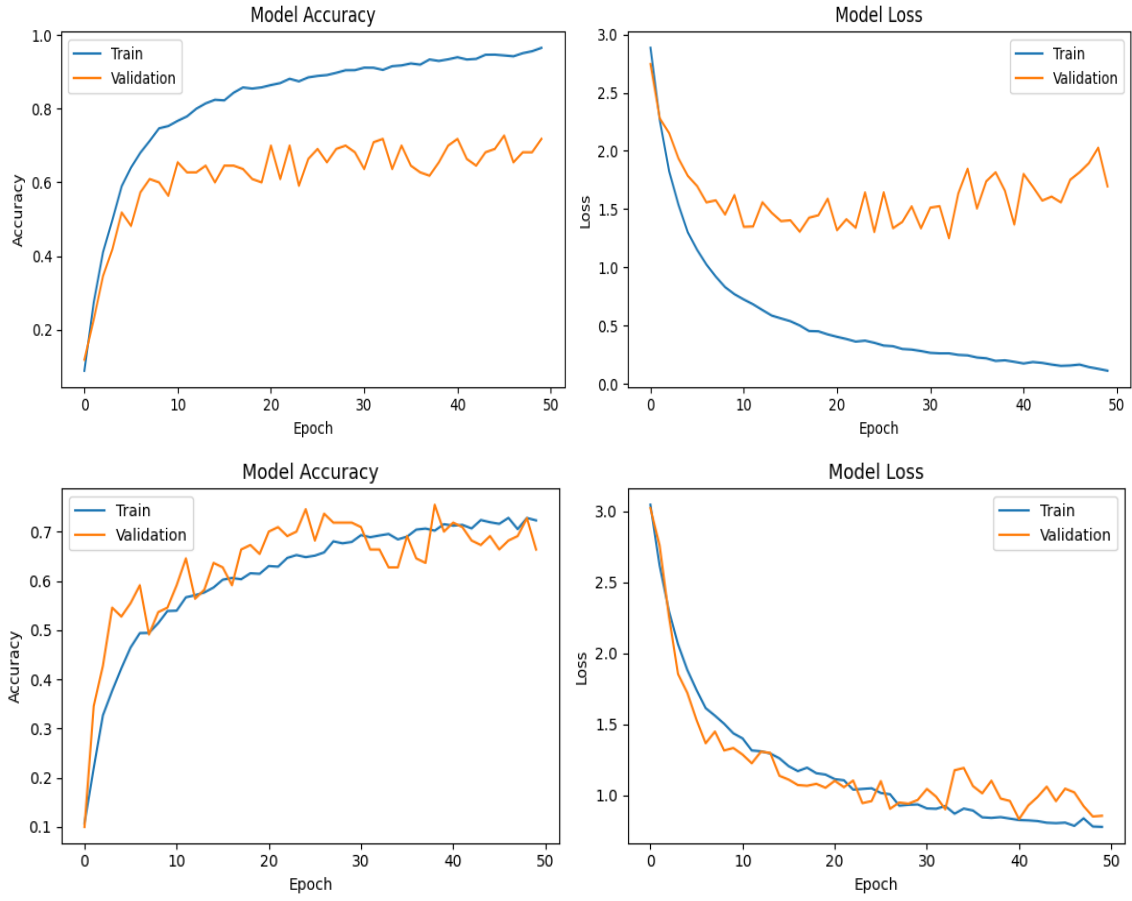 Model Accuracy
1.0
0.8
0.6
0.4
0.2
Accuracy
Train
Validation
0 10 20 30 40 50
Epoch
Model Loss
3.0
2.5
2.0
1.5
1.0
0.5
0.0
Loss
Train
Validation
0 10 20 30 40 50
Epoch
Model Accuracy
0.7
0.6
0.5
0.4
0.3
0.2
0.1
Accuracy
Train
Validation
0 10 20 30 40 50
Epoch
Model Loss
3.0
2.5
2.0
1.5
1.0
Loss
Train
Validation
0 10 20 30 40 50
Epoch